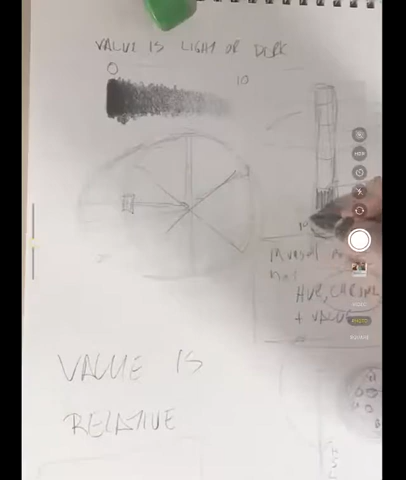 VALUE IS LIGHT OR DARK
0
10
HUE, CHROMA
+ VALUE
VALUE IS
RELATIVE